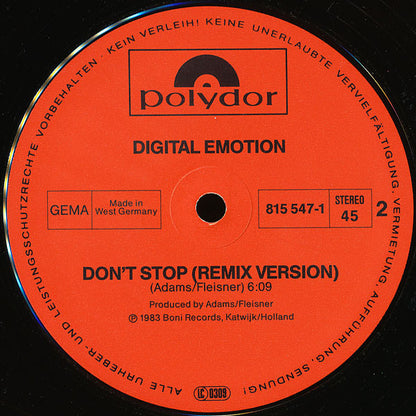 ALLE URHEBER- UND LEISTUNGSSCHUTZRECHTE VORBEHALTEN · KEIN VERLEIH! KEINE UNERLAUBTE VERVIELFÄLTIGUNG, VERMIETUNG, AUFFÜHRUNG, SENDUNG!
polydor
DIGITAL EMOTION
GEMA
Made in
West Germany
815 547-1
STEREO
45
2
DON'T STOP (REMIX VERSION)
(Adams/Fleisner) 6:09
Produced by Adams/Fleisner
℗ 1983 Boni Records, Katwijk/Holland
LC 0309